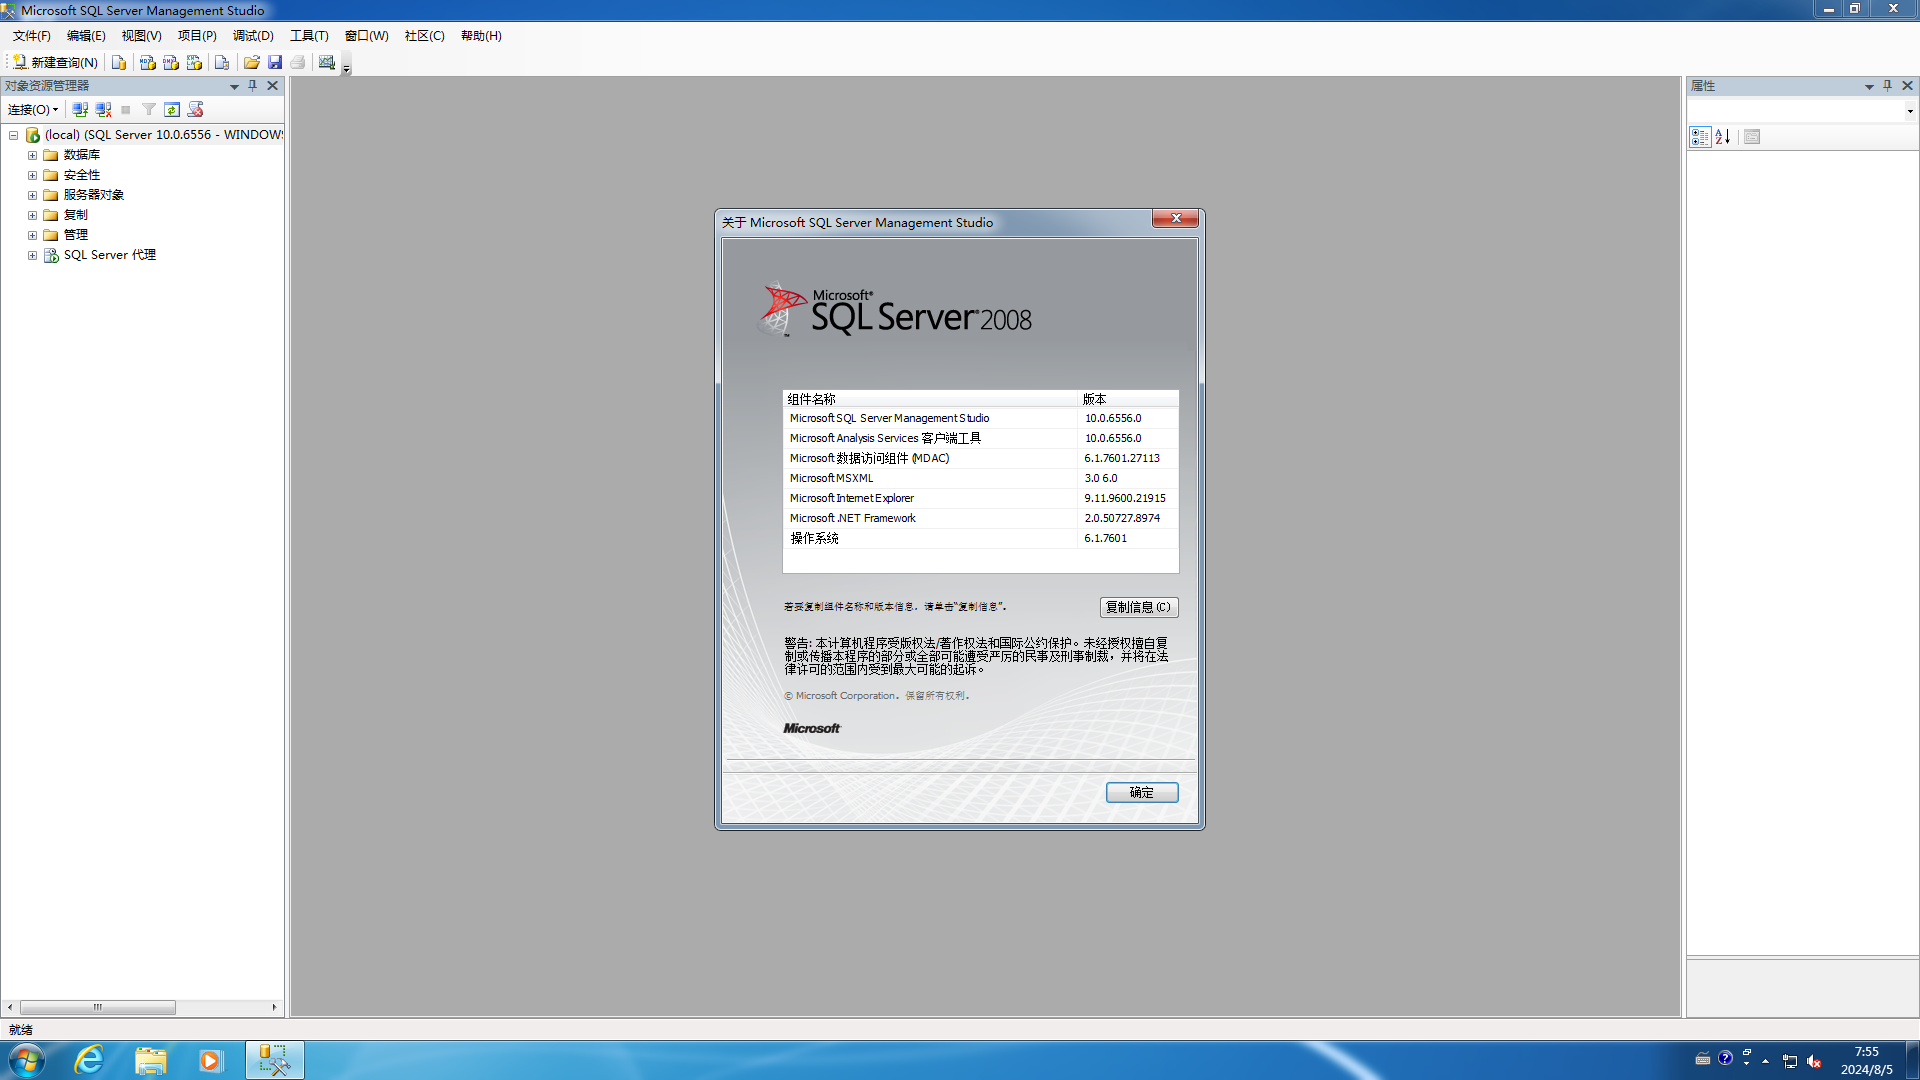 Microsoft SQL Server Management Studio
文件(F) 编辑(E) 视图(V) 项目(P) 调试(D) 工具(T) 窗口(W) 社区(C) 帮助(H)
新建查询(N)
对象资源管理器
连接(O)
(local) (SQL Server 10.0.6556 - WINDOWS
数据库
安全性
服务器对象
复制
管理
SQL Server 代理
就绪
关于 Microsoft SQL Server Management Studio
Microsoft®
SQL Server® 2008
组件名称 版本
Microsoft SQL Server Management Studio 10.0.6556.0
Microsoft Analysis Services 客户端工具 10.0.6556.0
Microsoft 数据访问组件 (MDAC) 6.1.7601.27113
Microsoft MSXML 3.0 6.0
Microsoft Internet Explorer 9.11.9600.21915
Microsoft .NET Framework 2.0.50727.8974
操作系统 6.1.7601
若要复制组件名称和版本信息，请单击“复制信息”。
复制信息(C)
警告: 本计算机程序受版权法/著作权法和国际公约保护。未经授权擅自复
制或传播本程序的部分或全部可能遭受严厉的民事及刑事制裁，并将在法
律许可的范围内受到最大可能的起诉。
© Microsoft Corporation。保留所有权利。
Microsoft
确定
属性
7:55
2024/8/5